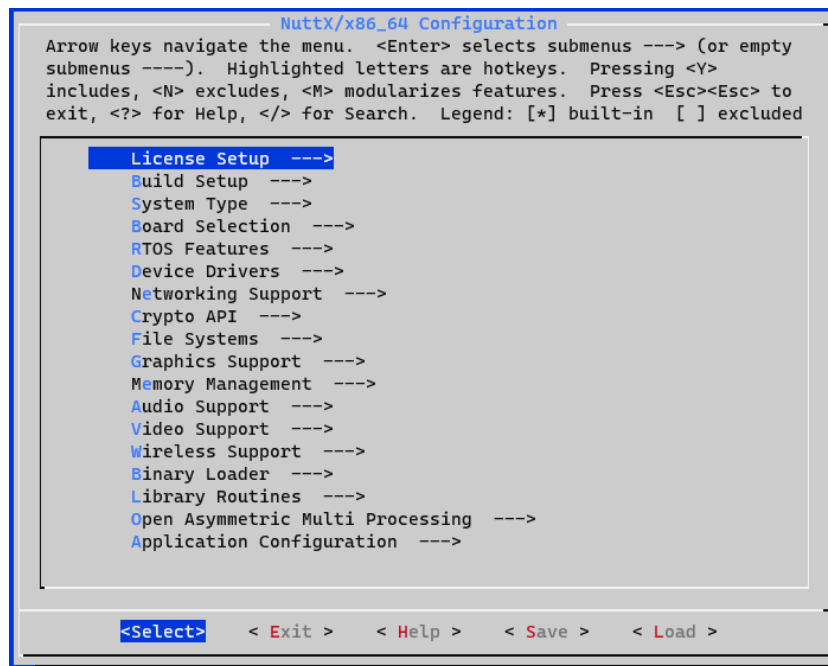 NuttX/x86_64 Configuration
Arrow keys navigate the menu.  <Enter> selects submenus ---> (or empty
submenus ----).  Highlighted letters are hotkeys.  Pressing <Y>
includes, <N> excludes, <M> modularizes features.  Press <Esc><Esc> to
exit, <?> for Help, </> for Search.  Legend: [*] built-in  [ ] excluded
License Setup  --->
Build Setup  --->
System Type  --->
Board Selection  --->
RTOS Features  --->
Device Drivers  --->
Networking Support  --->
Crypto API  --->
File Systems  --->
Graphics Support  --->
Memory Management  --->
Audio Support  --->
Video Support  --->
Wireless Support  --->
Binary Loader  --->
Library Routines  --->
Open Asymmetric Multi Processing  --->
Application Configuration  --->
<Select>    < Exit >    < Help >    < Save >    < Load >